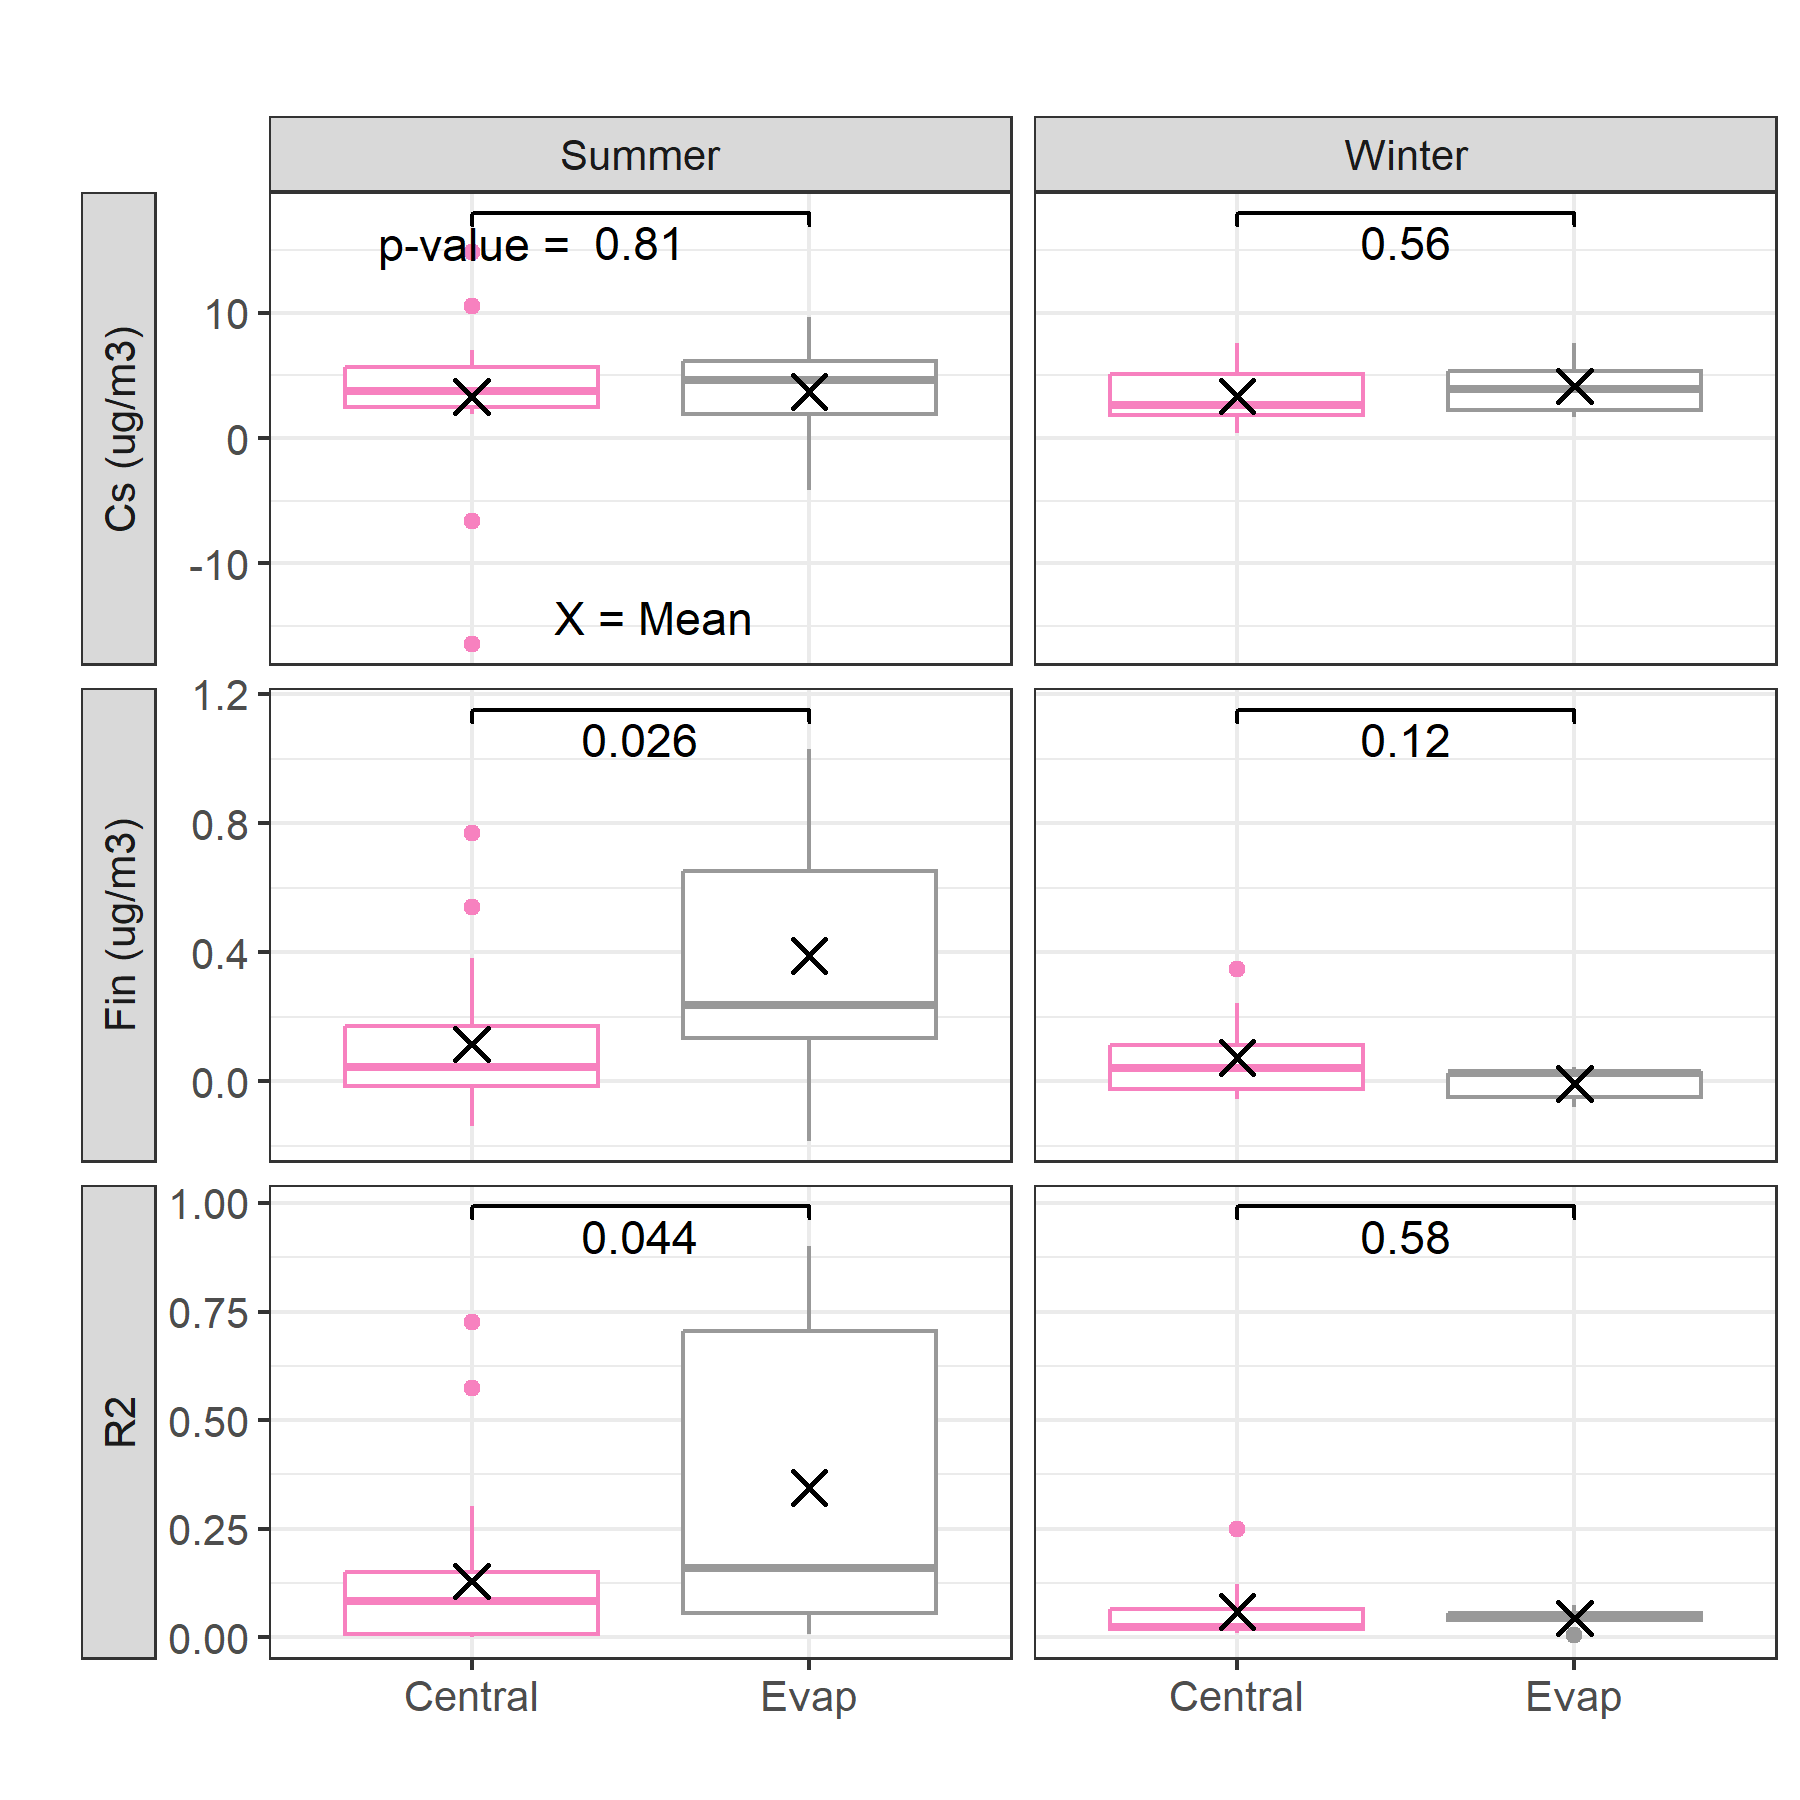 Summer
Winter
Cs (ug/m3)
10
0
-10
p-value = 0.81
X = Mean
0.56
Fin (ug/m3)
1.2
0.8
0.4
0.0
0.026
0.12
R2
1.00
0.75
0.50
0.25
0.00
0.044
0.58
Central
Evap
Central
Evap